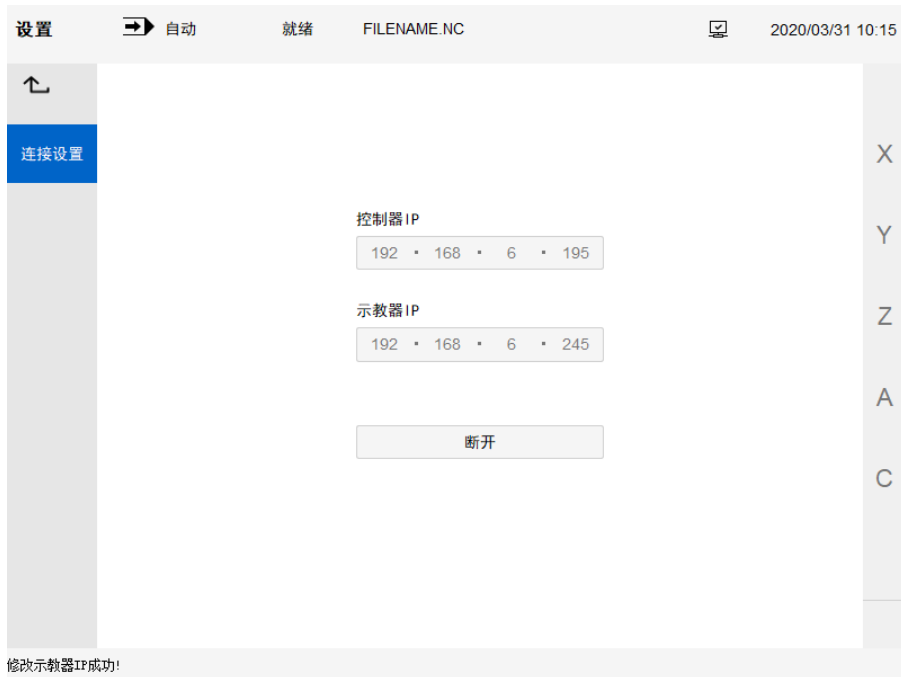 设置 自动 就绪 FILENAME.NC 2020/03/31 10:15
连接设置
控制器IP
192 · 168 · 6 · 195
示教器IP
192 · 168 · 6 · 245
断开
X
Y
Z
A
C
修改示教器IP成功!